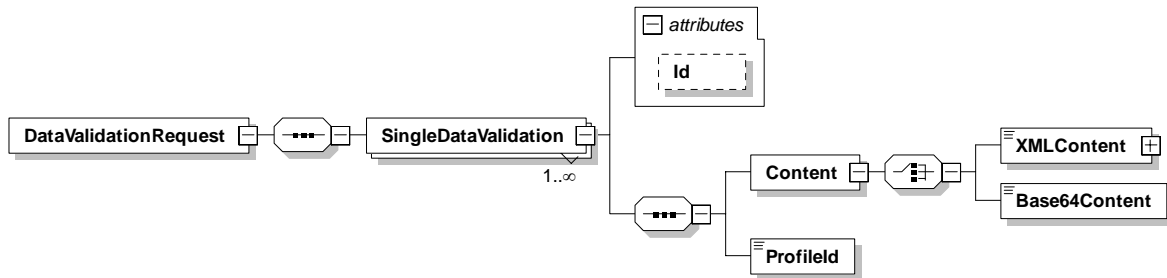 attributes
Id
DataValidationRequest
SingleDataValidation
1..∞
Content
XMLContent
Base64Content
ProfileId